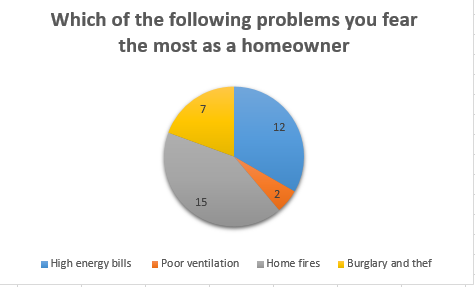 Which of the following problems you fear
the most as a homeowner
7
12
2
15
High energy bills
Poor ventilation
Home fires
Burglary and thef